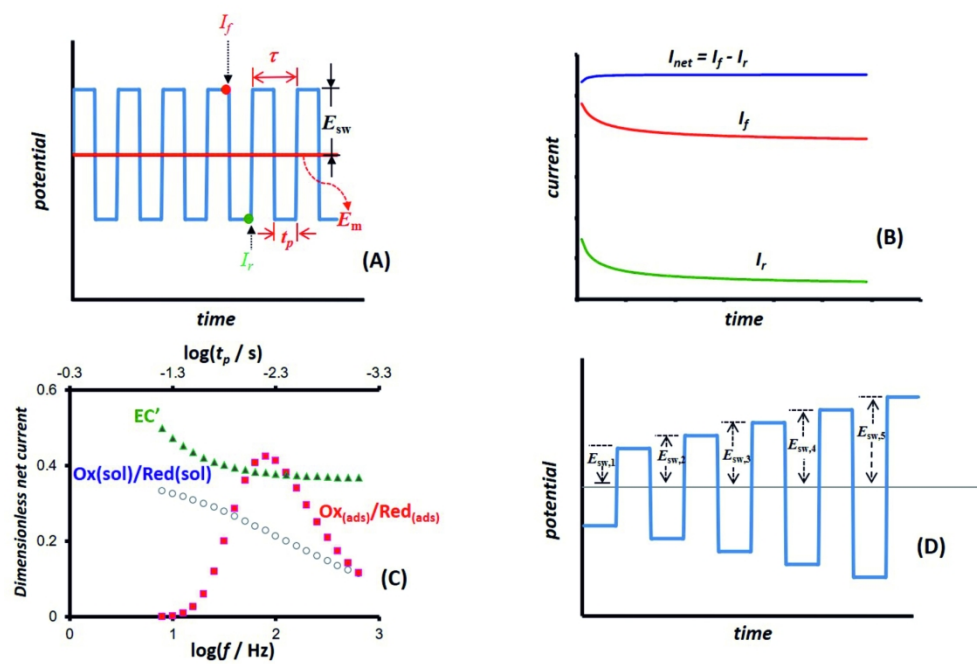 I_f
τ
E_sw
potential
E_m
t_p
(A)
I_r
time
I_net = I_f - I_r
I_f
current
(B)
I_r
time
log(t_p / s)
-0.3
-1.3
-2.3
-3.3
0.6
EC’
Ox(sol)/Red(sol)
0.4
Ox(ads)/Red(ads)
Dimensionless net current
0.2
(C)
0
0
1
2
3
log(f / Hz)
E_sw,1
E_sw,2
E_sw,3
E_sw,4
E_sw,5
potential
(D)
time